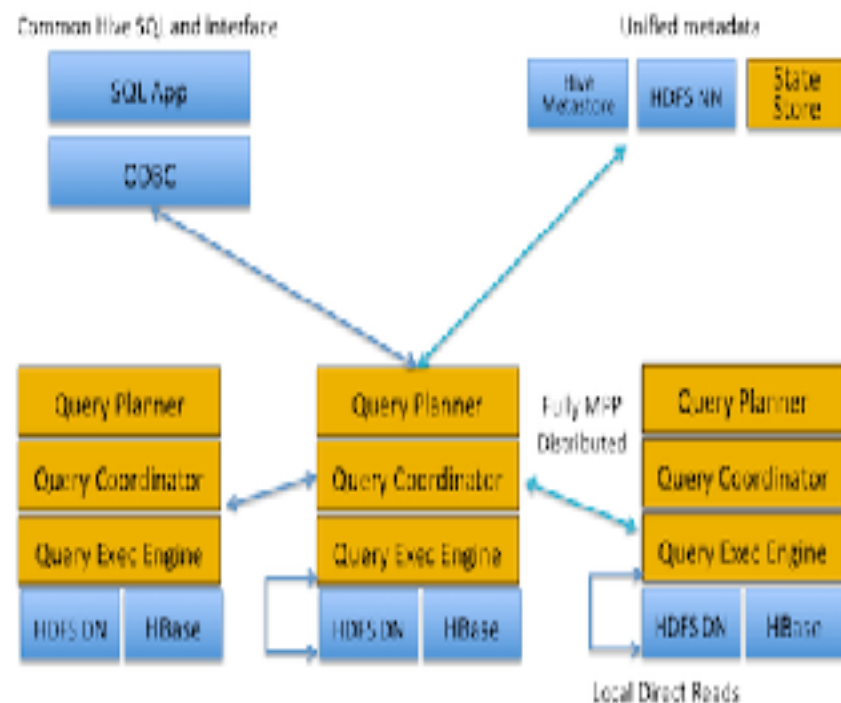 Common Hive SQL and interface
Unified metadata
SQL App
ODBC
Hive
Metastore
HDFS NN
State
Store
Query Planner
Query Coordinator
Query Exec Engine
HDFS DN
HBase
Query Planner
Query Coordinator
Query Exec Engine
HDFS DN
HBase
Fully MPP
Distributed
Query Planner
Query Coordinator
Query Exec Engine
HDFS DN
HBase
Local Direct Reads